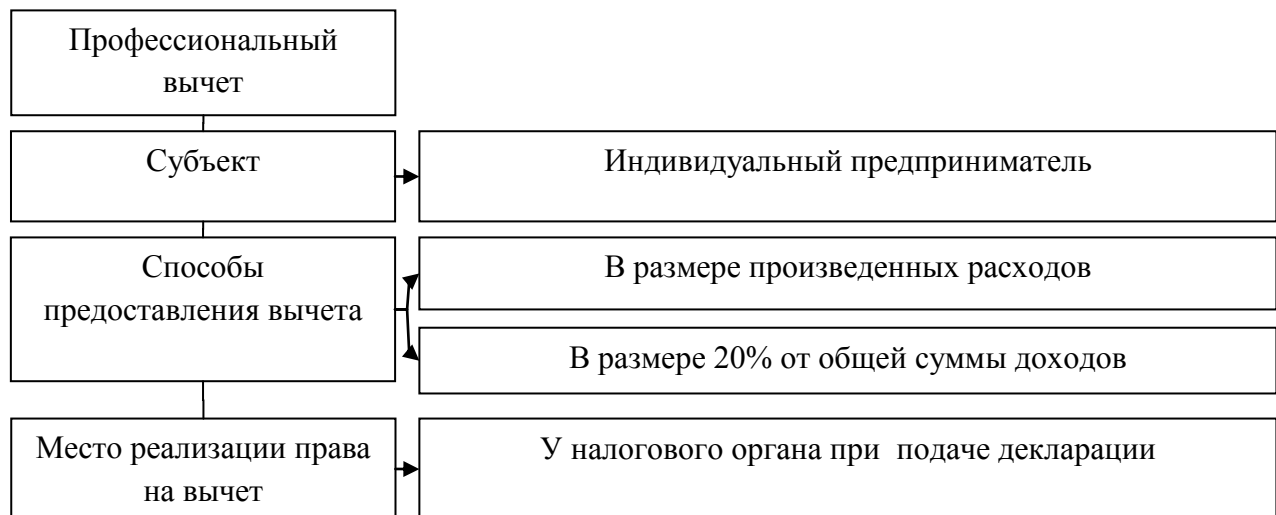 Профессиональный
вычет
Субъект
Индивидуальный предприниматель
Способы
предоставления вычета
В размере произведенных расходов
В размере 20% от общей суммы доходов
Место реализации права
на вычет
У налогового органа при подаче декларации